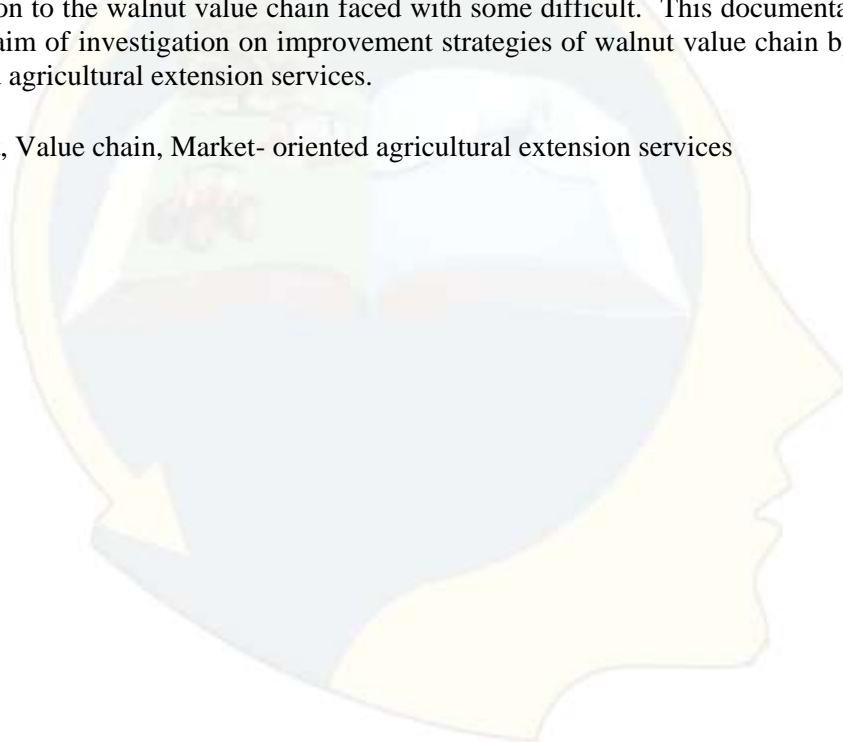 on to the walnut value chain faced with some difficult. This documenta
aim of investigation on improvement strategies of walnut value chain b
agricultural extension services.
, Value chain, Market- oriented agricultural extension services